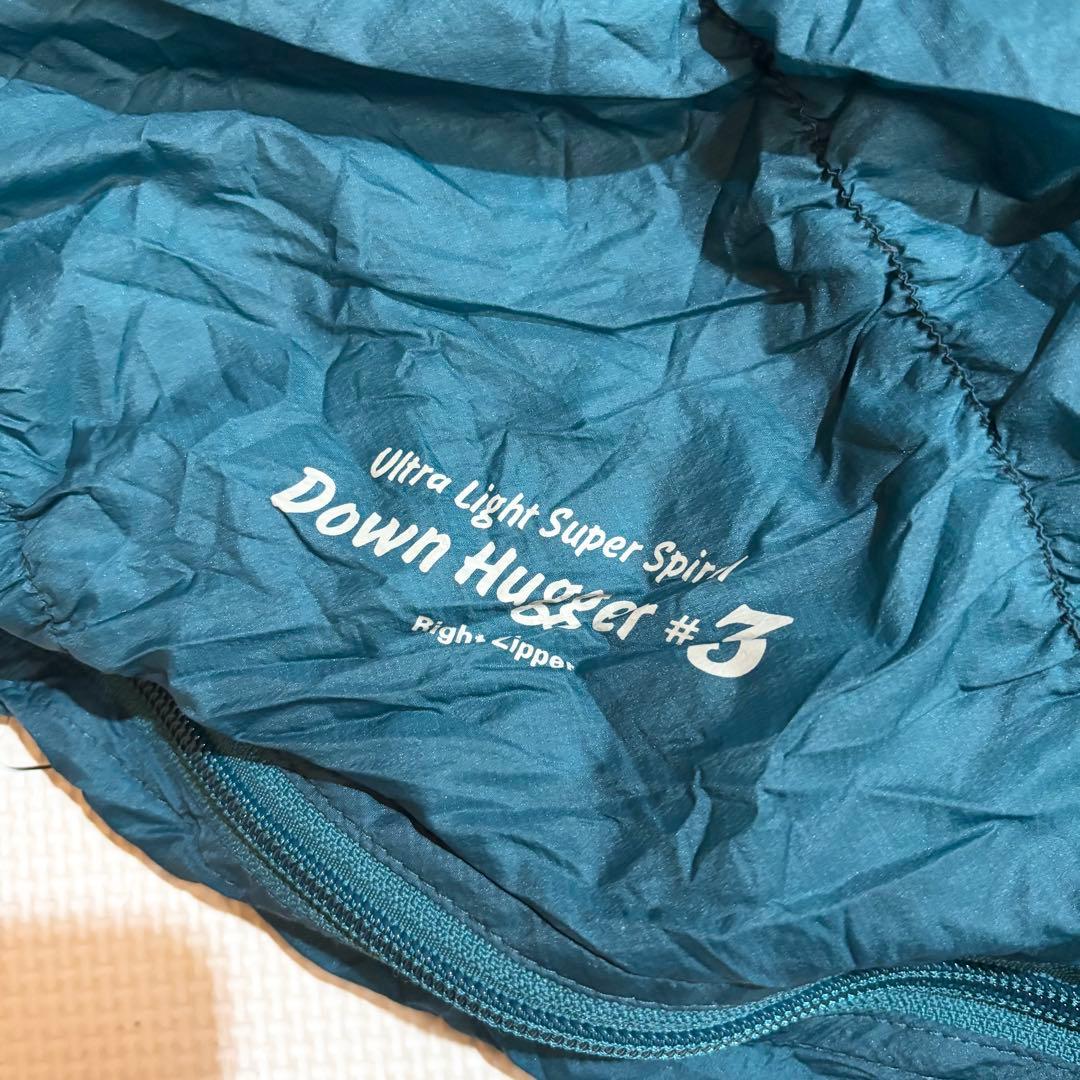 Ultra Light Super Spiral
Down Hugger #3
Right Zipper